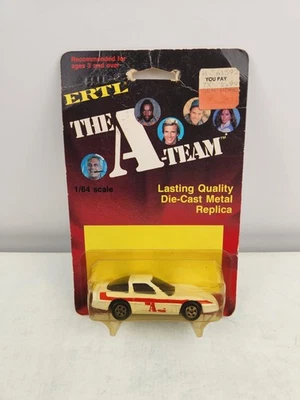 Recommended for
ages 3 and over
YOU PAY
ERTL
THE
A-TEAM™
1/64 scale
Lasting Quality
Die-Cast Metal
Replica
A